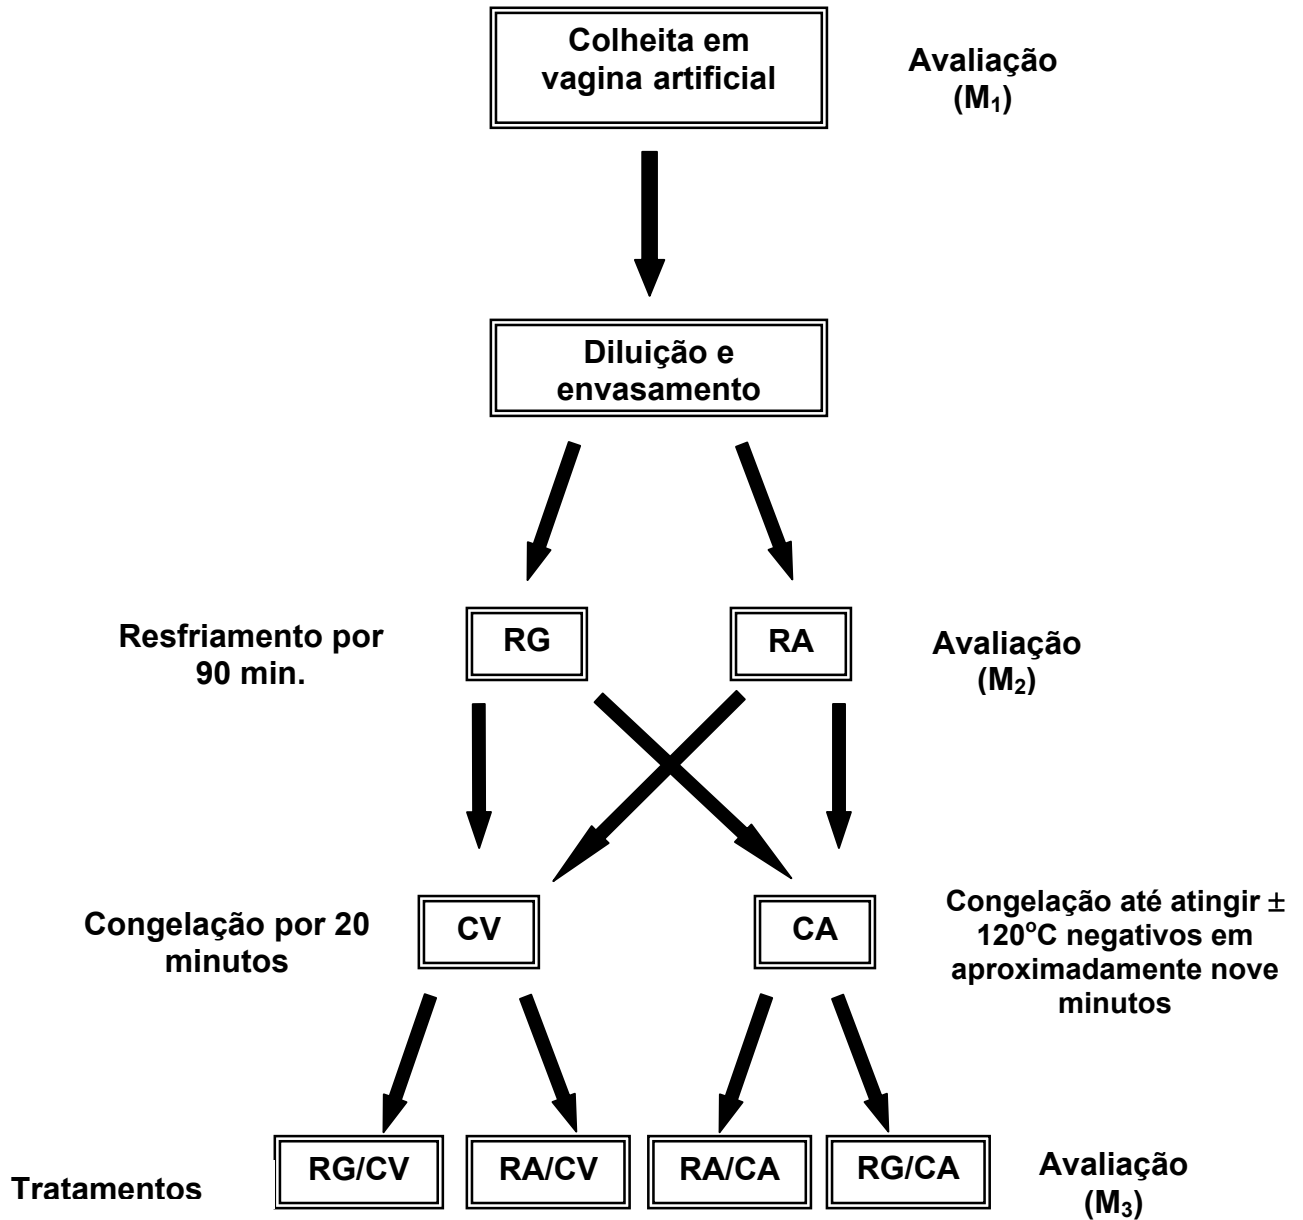 Colheita em
vagina artificial
Avaliação
(M₁)
Diluição e
envasamento
Resfriamento por
90 min.
RG
RA
Avaliação
(M₂)
Congelação por 20
minutos
CV
CA
Congelação até atingir ±
120°C negativos em
aproximadamente nove
minutos
Tratamentos
RG/CV
RA/CV
RA/CA
RG/CA
Avaliação
(M₃)